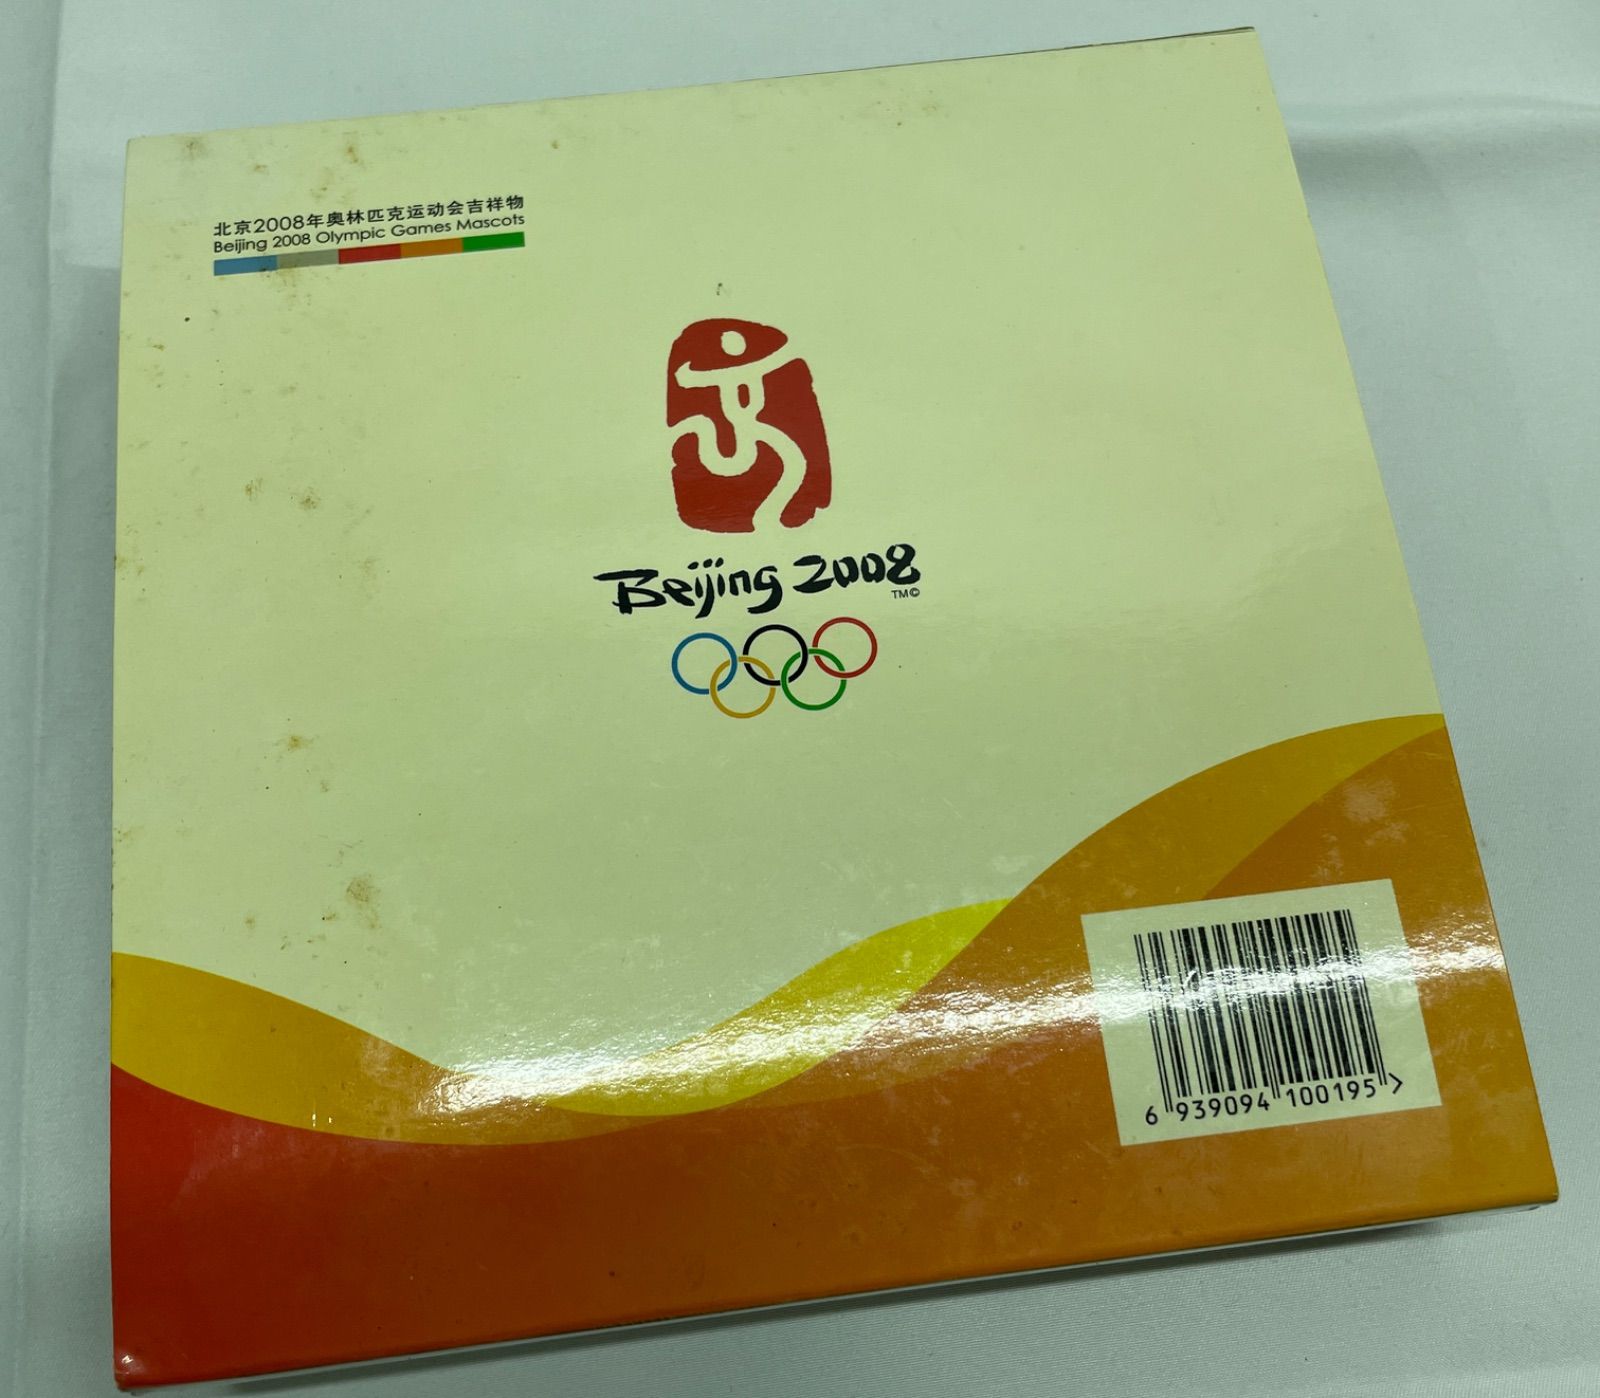 北京2008年奥林匹克运动会吉祥物
Beijing 2008 Olympic Games Mascots
Beijing 2008
TM©
6 939094 100195 >